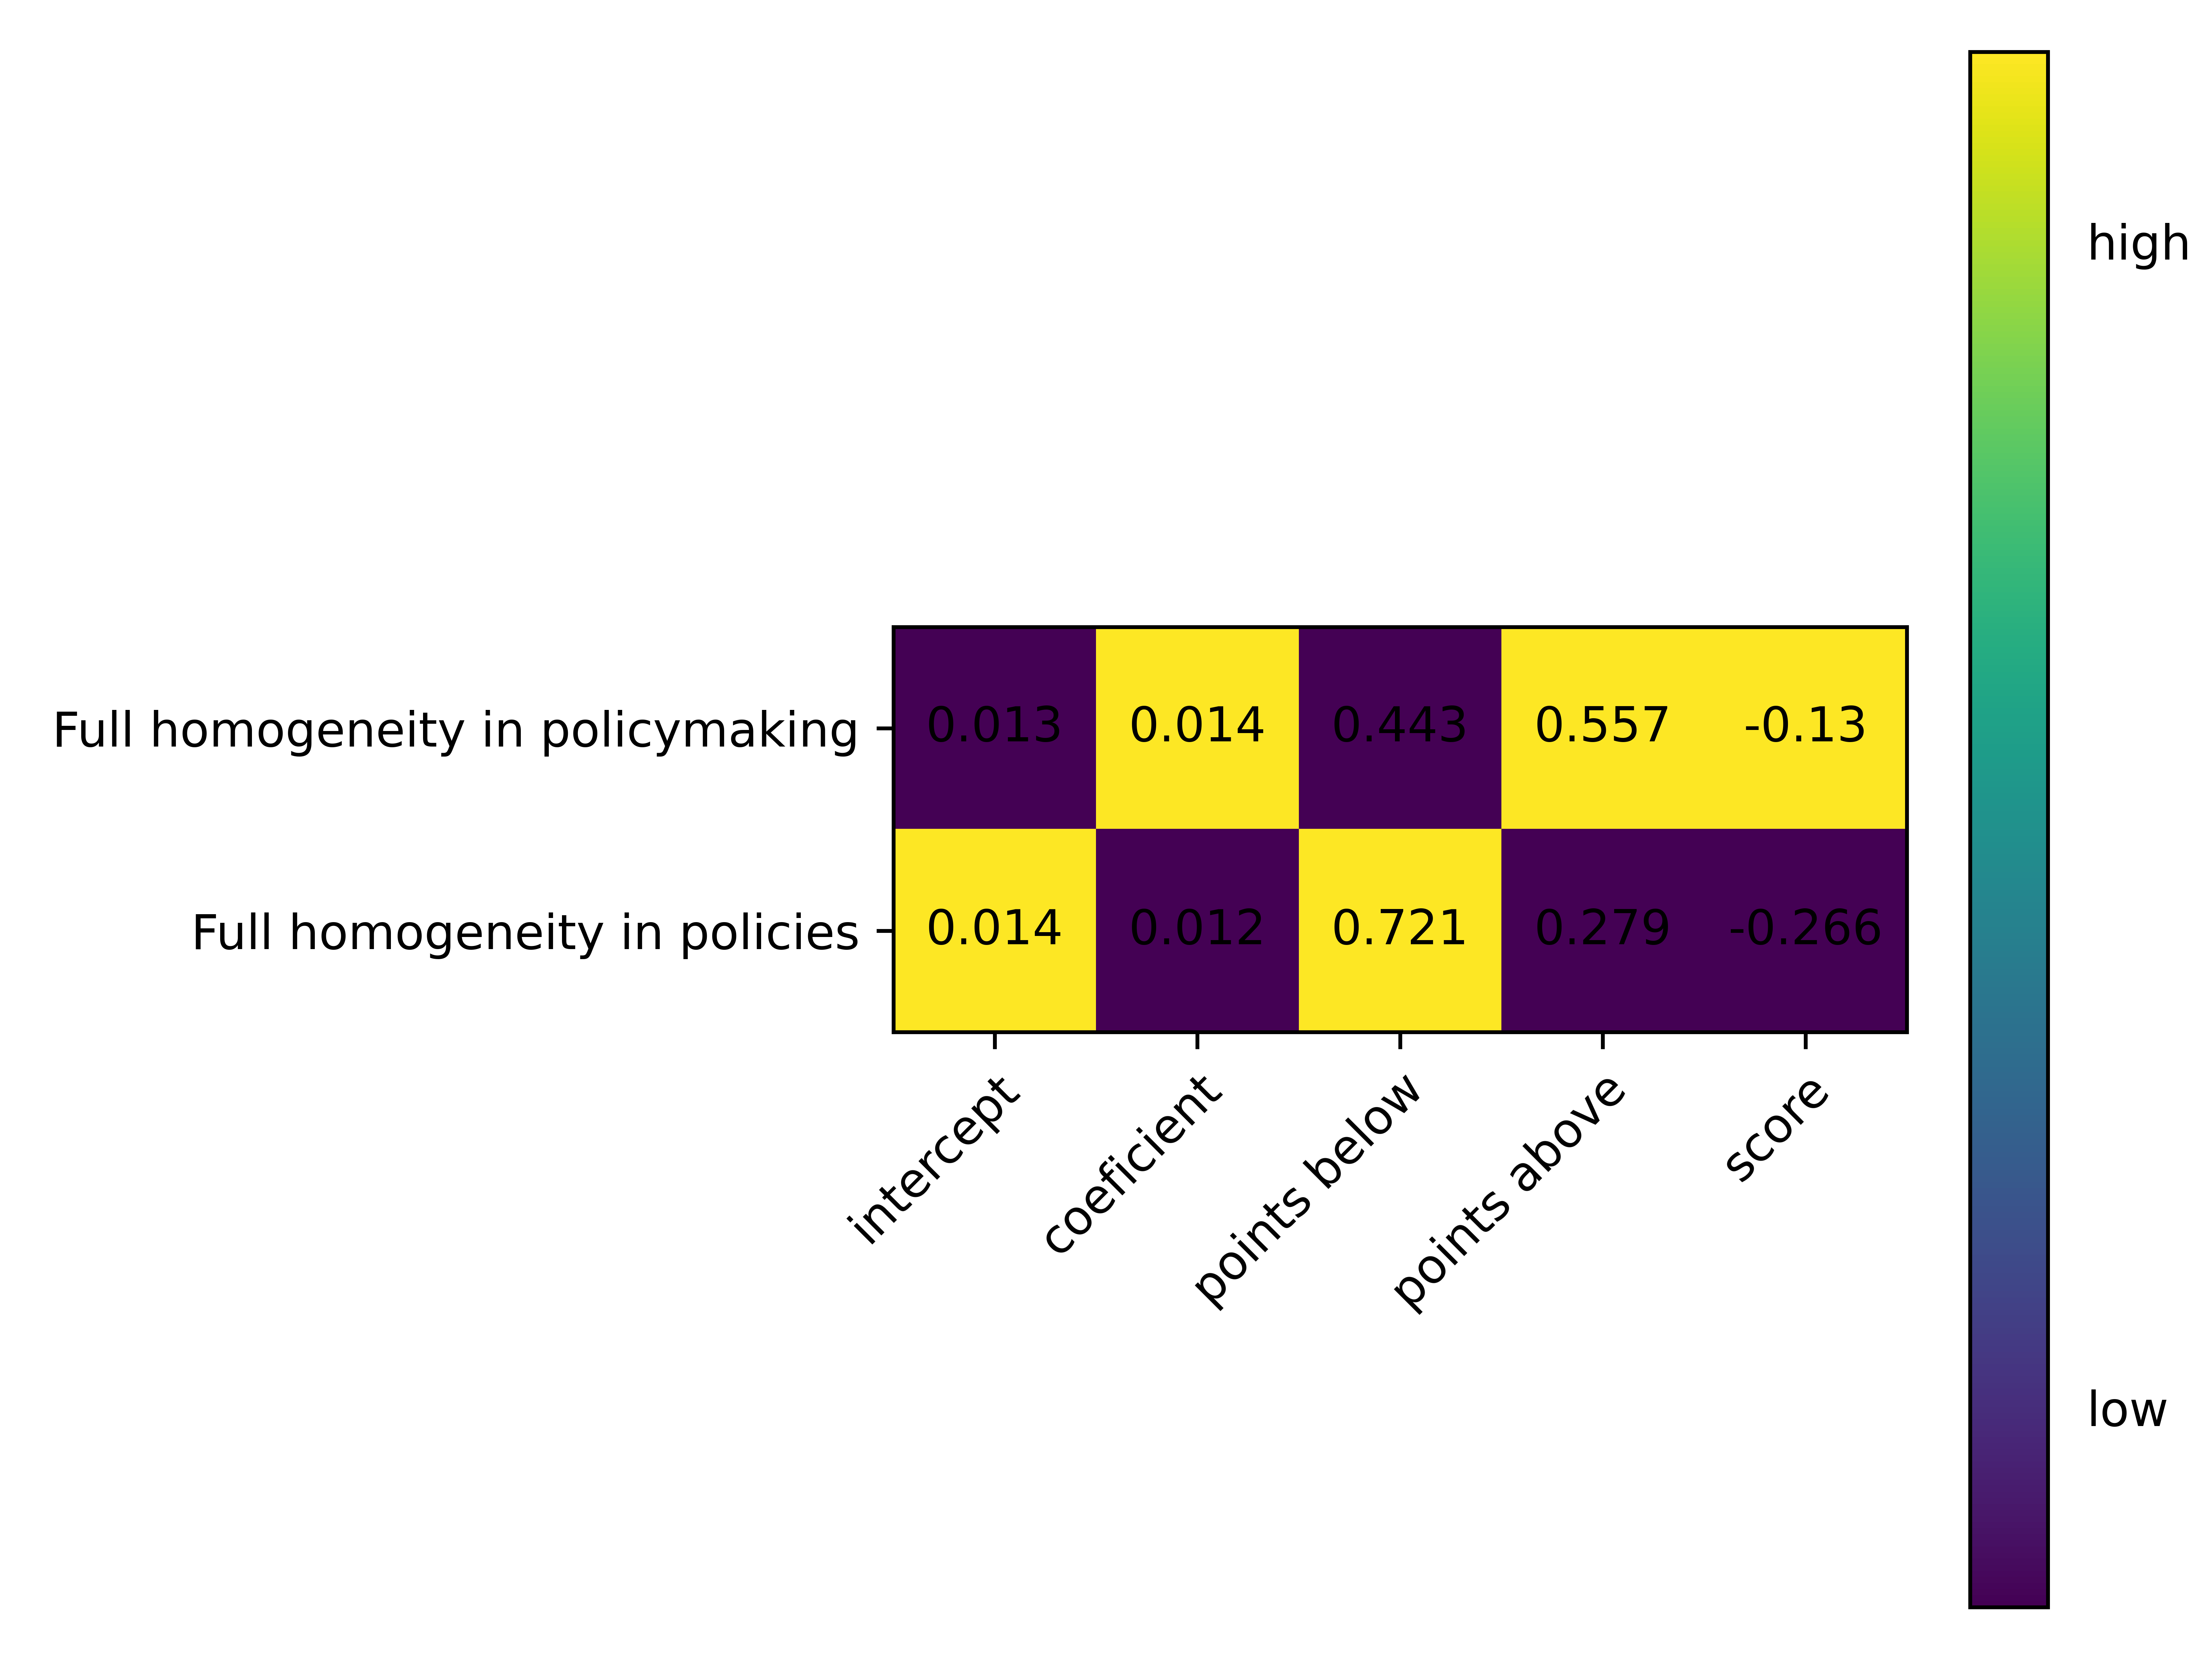 high
Full homogeneity in policymaking 0.013 0.014 0.443 0.557 -0.13
Full homogeneity in policies 0.014 0.012 0.721 0.279 -0.266
intercept
coeficient
points below
points above
score
low